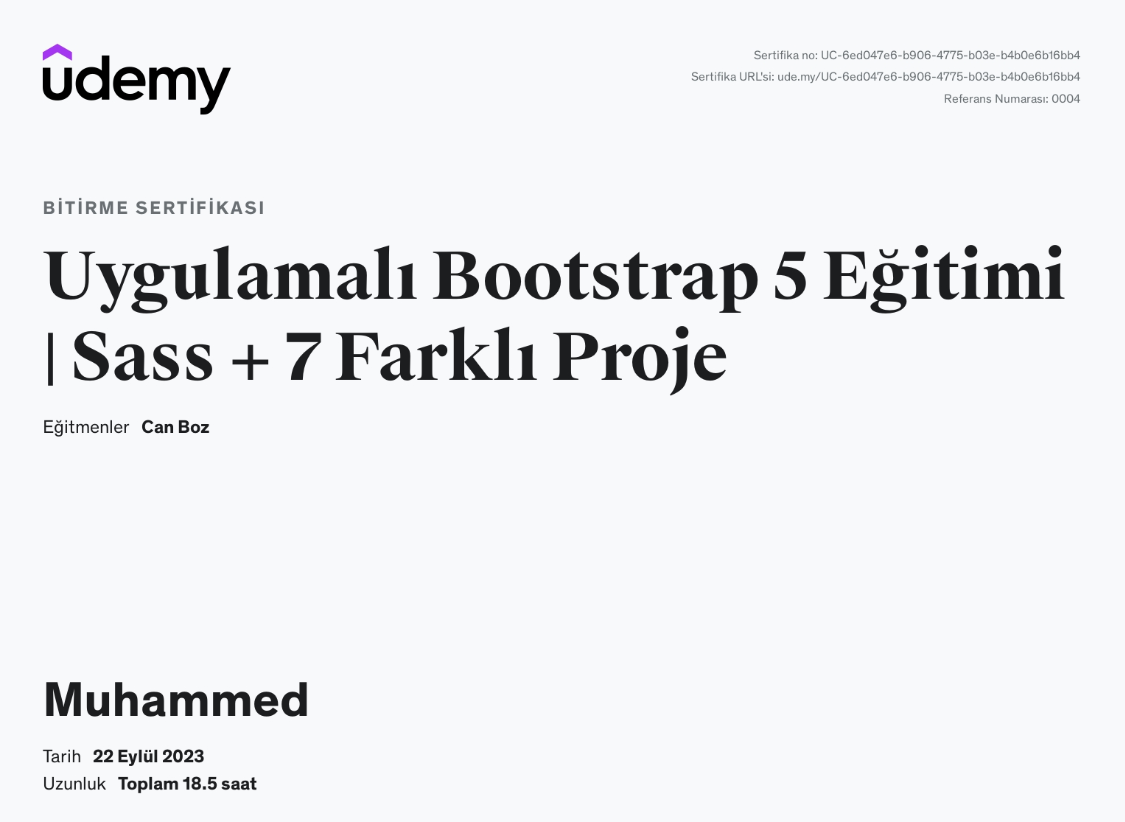 udemy
Sertifika no: UC-6ed047e6-b906-4775-b03e-b4b0e6b16bb4
Sertifika URL'si: ude.my/UC-6ed047e6-b906-4775-b03e-b4b0e6b16bb4
Referans Numarası: 0004
BİTİRME SERTİFİKASI
Uygulamalı Bootstrap 5 Eğitimi
| Sass + 7 Farklı Proje
Eğitmenler Can Boz
Muhammed
Tarih 22 Eylül 2023
Uzunluk Toplam 18.5 saat